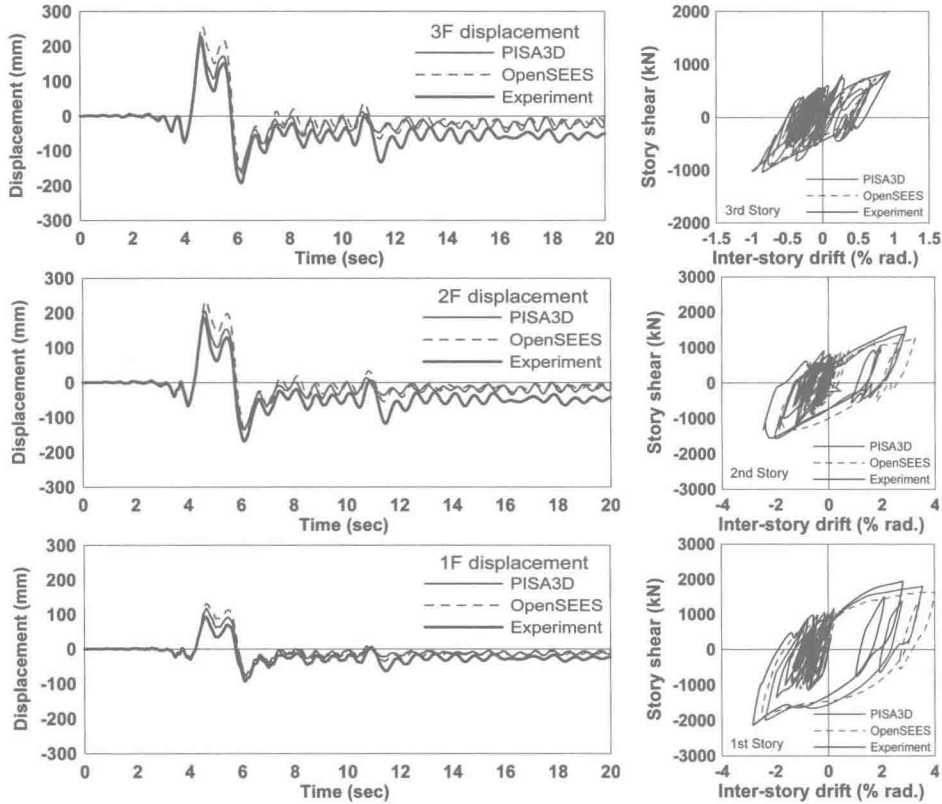 3F displacement
PISA3D
OpenSEES
Experiment
Displacement (mm)
300
200
100
0
-100
-200
-300
0 2 4 6 8 10 12 14 16 18 20
Time (sec)
Story shear (kN)
2000
1000
0
-1000
-2000
3rd Story
PISA3D
OpenSEES
Experiment
-1.5 -1 -0.5 0 0.5 1 1.5
Inter-story drift (% rad.)
2F displacement
PISA3D
OpenSEES
Experiment
Displacement (mm)
300
200
100
0
-100
-200
-300
0 2 4 6 8 10 12 14 16 18 20
Time (sec)
Story shear (kN)
3000
2000
1000
0
-1000
-2000
-3000
2nd Story
PISA3D
OpenSEES
Experiment
-4 -2 0 2 4
Inter-story drift (% rad.)
1F displacement
PISA3D
OpenSEES
Experiment
Displacement (mm)
300
200
100
0
-100
-200
-300
0 2 4 6 8 10 12 14 16 18 20
Time (sec)
Story shear (kN)
3000
2000
1000
0
-1000
-2000
-3000
1st Story
PISA3D
OpenSEES
Experiment
-4 -2 0 2 4
Inter-story drift (% rad.)